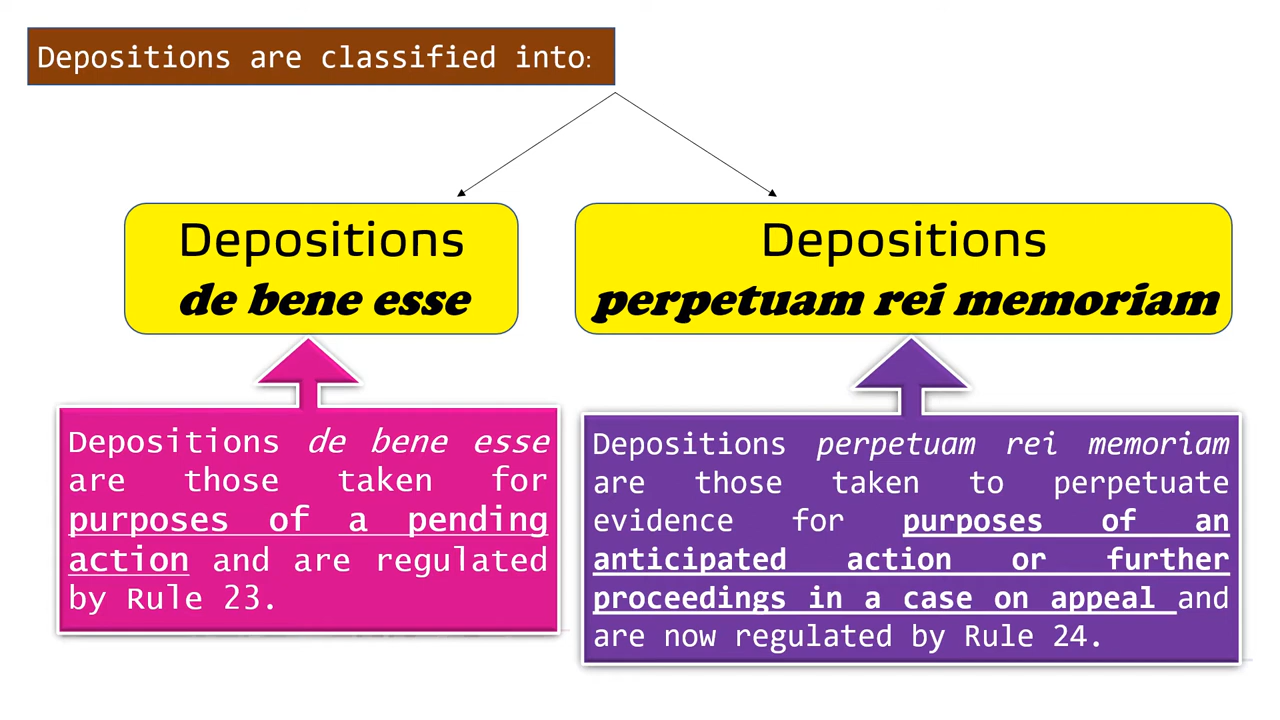 Depositions are classified into:
Depositions
de bene esse
Depositions
perpetuam rei memoriam
Depositions de bene esse
are those taken for
purposes of a pending
action and are regulated
by Rule 23.
Depositions perpetuam rei memoriam
are those taken to perpetuate
evidence for purposes of an
anticipated action or further
proceedings in a case on appeal and
are now regulated by Rule 24.